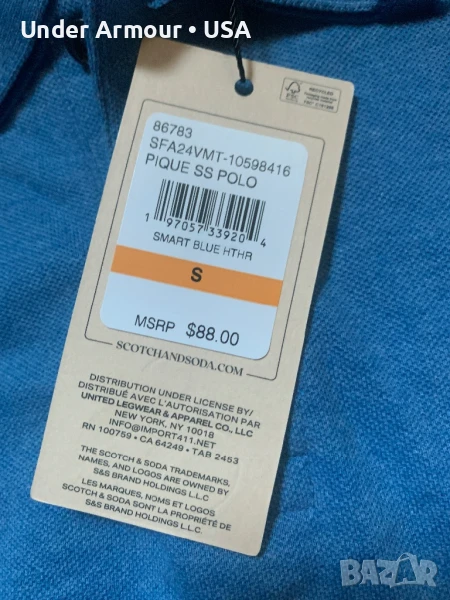 Under Armour • USA
86783
SFA24VMT-10598416
PIQUE SS POLO
1 97057 33920 4
SMART BLUE HTHR
S
MSRP $88.00
SCOTCHANDSODA.COM
DISTRIBUTION UNDER LICENSE BY/
DISTRIBUÉ AVEC L'AUTORISATION PAR
UNITED LEGWEAR & APPAREL CO., LLC
NEW YORK, NY 10018
INFO@IMPORT411.NET
RN 100759 • CA 64249 • TAB 2453
THE SCOTCH & SODA TRADEMARKS,
NAMES, AND LOGOS ARE OWNED BY
S&S BRAND HOLDINGS L.L.C
LES MARQUES, NOMS ET LOGOS
SCOTCH & SODA SONT LA PROPRIÉTÉ DE
S&S BRAND HOLDINGS L.L.C
BAZAR